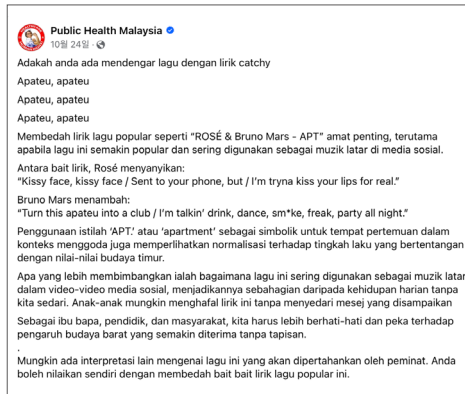 Public Health Malaysia
10월 24일
Adakah anda ada mendengar lagu dengan lirik catchy
Apateu, apateu
Apateu, apateu
Apateu, apateu
Membedah lirik lagu popular seperti “ROSÉ & Bruno Mars - APT” amat penting, terutama
apabila lagu ini semakin popular dan sering digunakan sebagai muzik latar di media sosial.
Antara bait lirik, Rosé menyanyikan:
“Kissy face, kissy face / Sent to your phone, but / I’m tryna kiss your lips for real.”
Bruno Mars menambah:
“Turn this apateu into a club / I’m talkin’ drink, dance, sm*ke, freak, party all night.”
Penggunaan istilah ‘APT.’ atau ‘apartment’ sebagai simbolik untuk tempat pertemuan dalam
konteks menggoda juga memperlihatkan normalisasi terhadap tingkah laku yang bertentangan
dengan nilai-nilai budaya timur.
Apa yang lebih membimbangkan ialah bagaimana lagu ini sering digunakan sebagai muzik latar
dalam video-video media sosial, menjadikannya sebahagian daripada kehidupan harian tanpa
kita sedari. Anak-anak mungkin menghafal lirik ini tanpa menyedari mesej yang disampaikan
Sebagai ibu bapa, pendidik, dan masyarakat, kita harus lebih berhati-hati dan peka terhadap
pengaruh budaya barat yang semakin diterima tanpa tapisan.
.
Mungkin ada interpretasi lain mengenai lagu ini yang akan dipertahankan oleh peminat. Anda
boleh nilaikan sendiri dengan membedah bait bait lirik lagu popular ini.